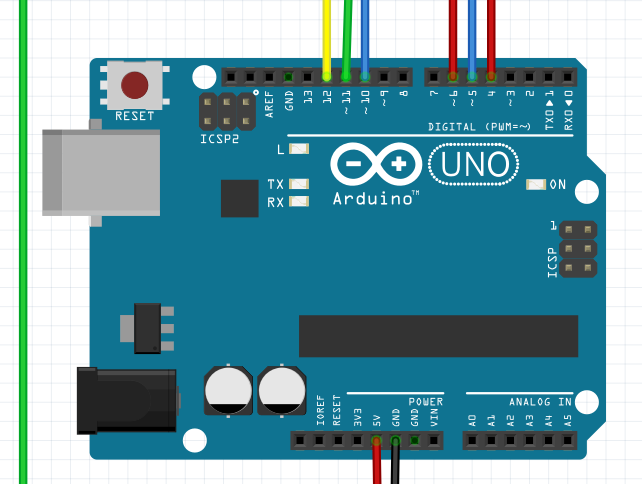 RESET
ICSP2
AREF
GND
13
12
~11
~10
~9
8
7
~6
~5
4
~3
2
TX0▶1
RX0◀0
DIGITAL (PWM=~)
L
TX
RX
UNO
Arduino™
ON
1
ICSP
POWER
ANALOG IN
IOREF
RESET
3V3
5V
GND
GND
VIN
A0
A1
A2
A3
A4
A5